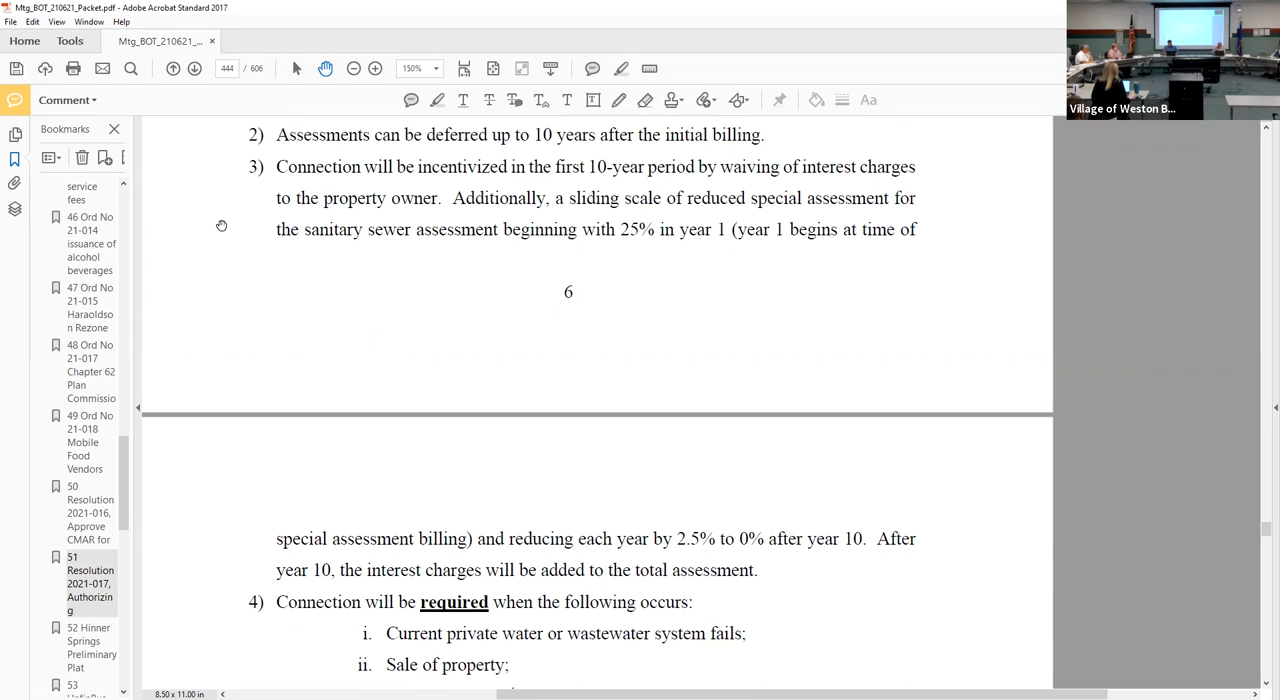 Mtg_BOT_210621_Packet.pdf - Adobe Acrobat Standard 2017
File Edit View Window Help
Home Tools Mtg_BOT_210621_... ×
444 / 606 150%
Comment
Bookmarks
service
fees
46 Ord No
21-014
issuance of
alcohol
beverages
47 Ord No
21-015
Haraoldso
n Rezone
48 Ord No
21-017
Chapter 62
Plan
Commissio
49 Ord No
21-018
Mobile
Food
Vendors
50
Resolution
2021-016,
Approve
CMAR for
51
Resolution
2021-017,
Authorizin
g
52 Hinner
Springs
Preliminary
Plat
53
2) Assessments can be deferred up to 10 years after the initial billing.
3) Connection will be incentivized in the first 10-year period by waiving of interest charges
to the property owner. Additionally, a sliding scale of reduced special assessment for
the sanitary sewer assessment beginning with 25% in year 1 (year 1 begins at time of
6
special assessment billing) and reducing each year by 2.5% to 0% after year 10. After
year 10, the interest charges will be added to the total assessment.
4) Connection will be required when the following occurs:
i. Current private water or wastewater system fails;
ii. Sale of property;
8.50 x 11.00 in
Village of Weston B...
Aa